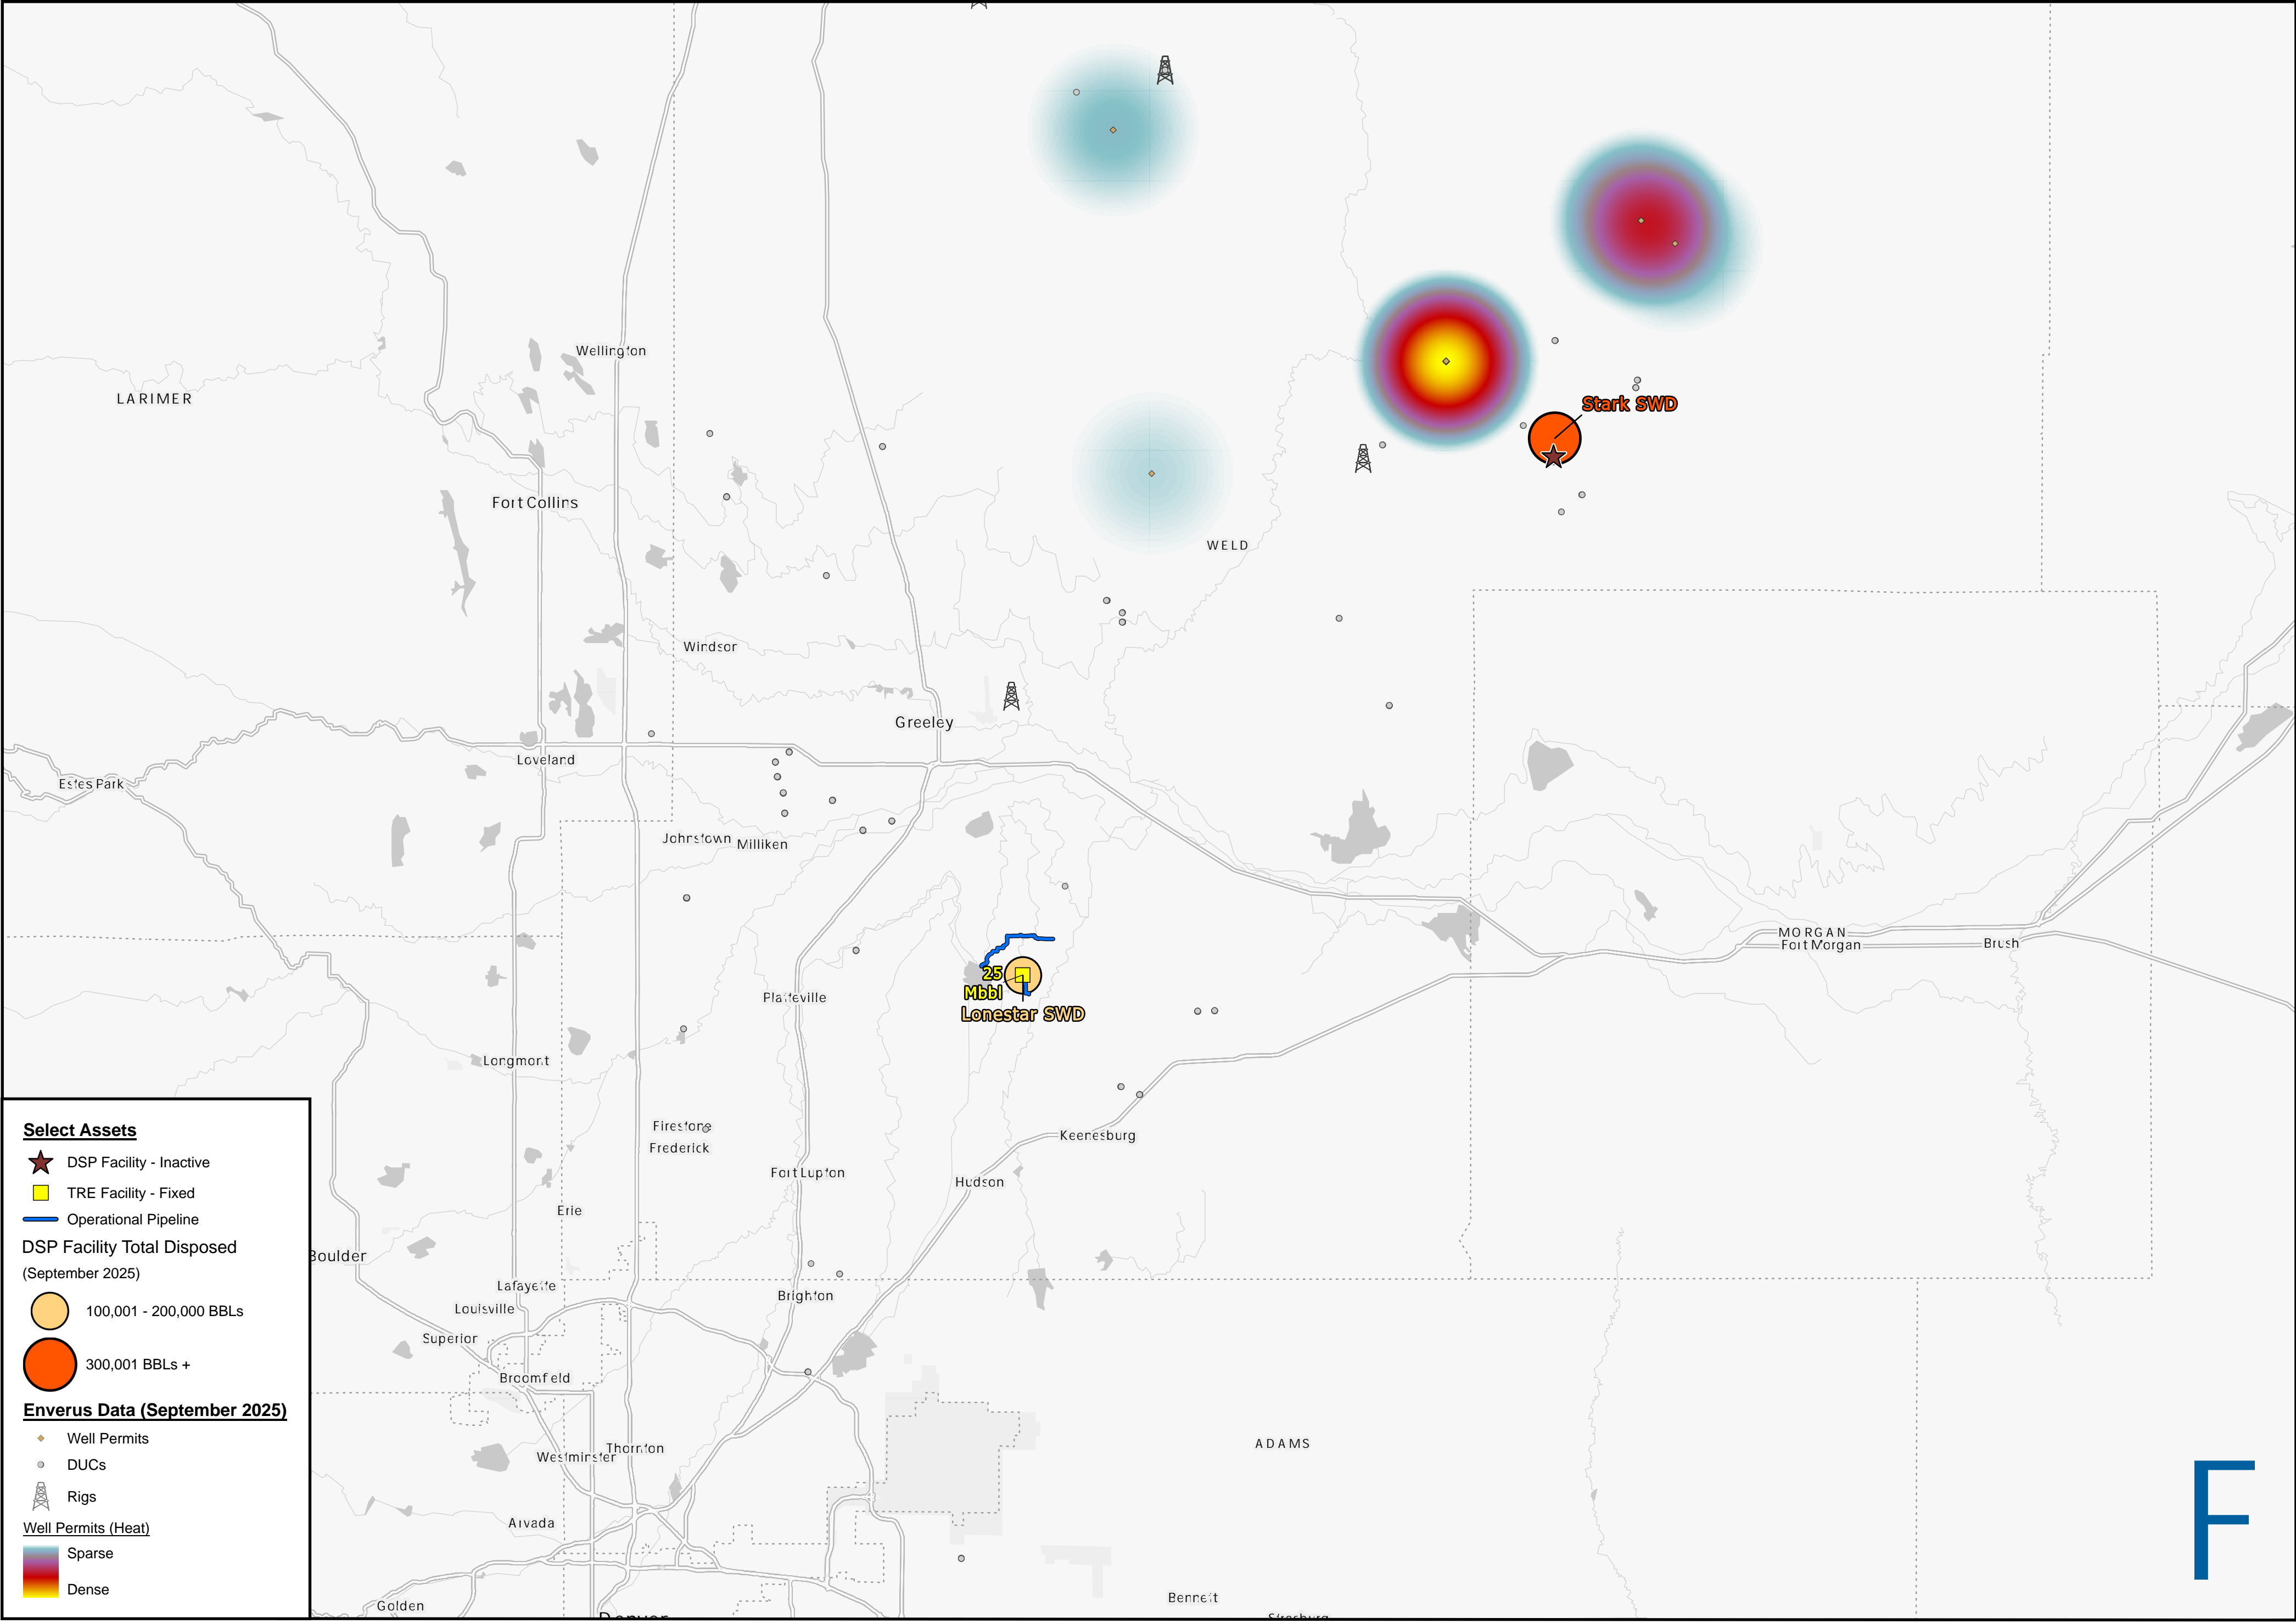 Wellington
LARIMER
Stark SWD
Fort Collins
WELD
Windsor
Greeley
Loveland
Estes Park
Johnstown
Milliken
MORGAN
Fort Morgan
Brush
25
Mbbl
Platteville
Lonestar SWD
Longmont
Firestone
Frederick
Keenesburg
Fort Lupton
Hudson
Erie
Boulder
Lafayette
Brighton
Louisville
Superior
Broomfield
Thornton
Westminster
ADAMS
Arvada
Bennett
Golden
Denver
Strasburg
Select Assets
DSP Facility - Inactive
TRE Facility - Fixed
Operational Pipeline
DSP Facility Total Disposed
(September 2025)
100,001 - 200,000 BBLs
300,001 BBLs +
Enverus Data (September 2025)
Well Permits
DUCs
Rigs
Well Permits (Heat)
Sparse
Dense
F